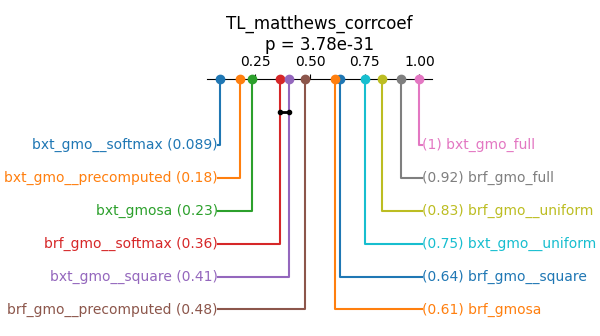 TL_matthews_corrcoef
p = 3.78e-31
0.25 0.50 0.75 1.00
bxt_gmo__softmax (0.089) (1) bxt_gmo_full
bxt_gmo__precomputed (0.18) (0.92) brf_gmo_full
bxt_gmosa (0.23) (0.83) brf_gmo__uniform
brf_gmo__softmax (0.36) (0.75) bxt_gmo__uniform
bxt_gmo__square (0.41) (0.64) brf_gmo__square
brf_gmo__precomputed (0.48) (0.61) brf_gmosa